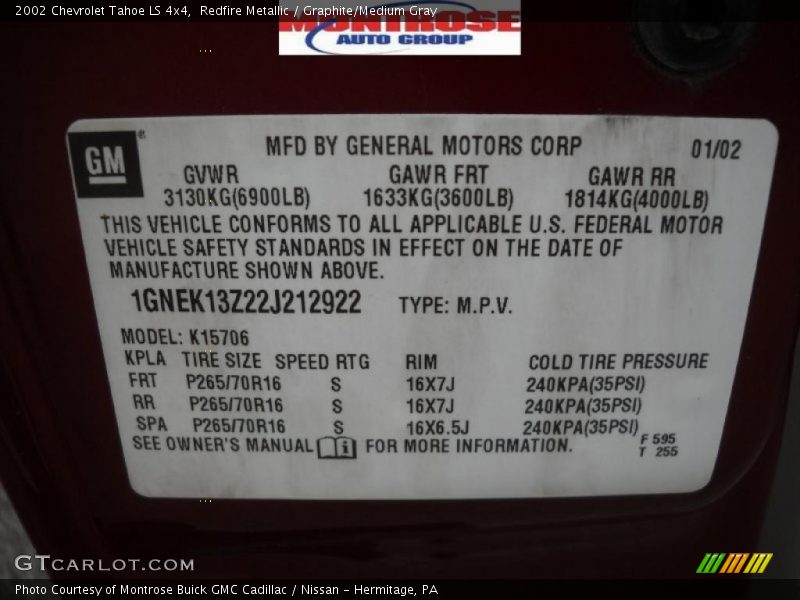 2002 Chevrolet Tahoe LS 4x4, Redfire Metallic / Graphite/Medium Gray
MONTROSE
AUTO GROUP
GM
MFD BY GENERAL MOTORS CORP 01/02
GVWR GAWR FRT GAWR RR
3130KG(6900LB) 1633KG(3600LB) 1814KG(4000LB)
THIS VEHICLE CONFORMS TO ALL APPLICABLE U.S. FEDERAL MOTOR
VEHICLE SAFETY STANDARDS IN EFFECT ON THE DATE OF
MANUFACTURE SHOWN ABOVE.
1GNEK13Z22J212922 TYPE: M.P.V.
MODEL: K15706
KPLA TIRE SIZE SPEED RTG RIM COLD TIRE PRESSURE
FRT P265/70R16 S 16X7J 240KPA(35PSI)
RR P265/70R16 S 16X7J 240KPA(35PSI)
SPA P265/70R16 S 16X6.5J 240KPA(35PSI)
SEE OWNER'S MANUAL i FOR MORE INFORMATION.
F 595
T 255
GTCARLOT.COM
Photo Courtesy of Montrose Buick GMC Cadillac / Nissan - Hermitage, PA